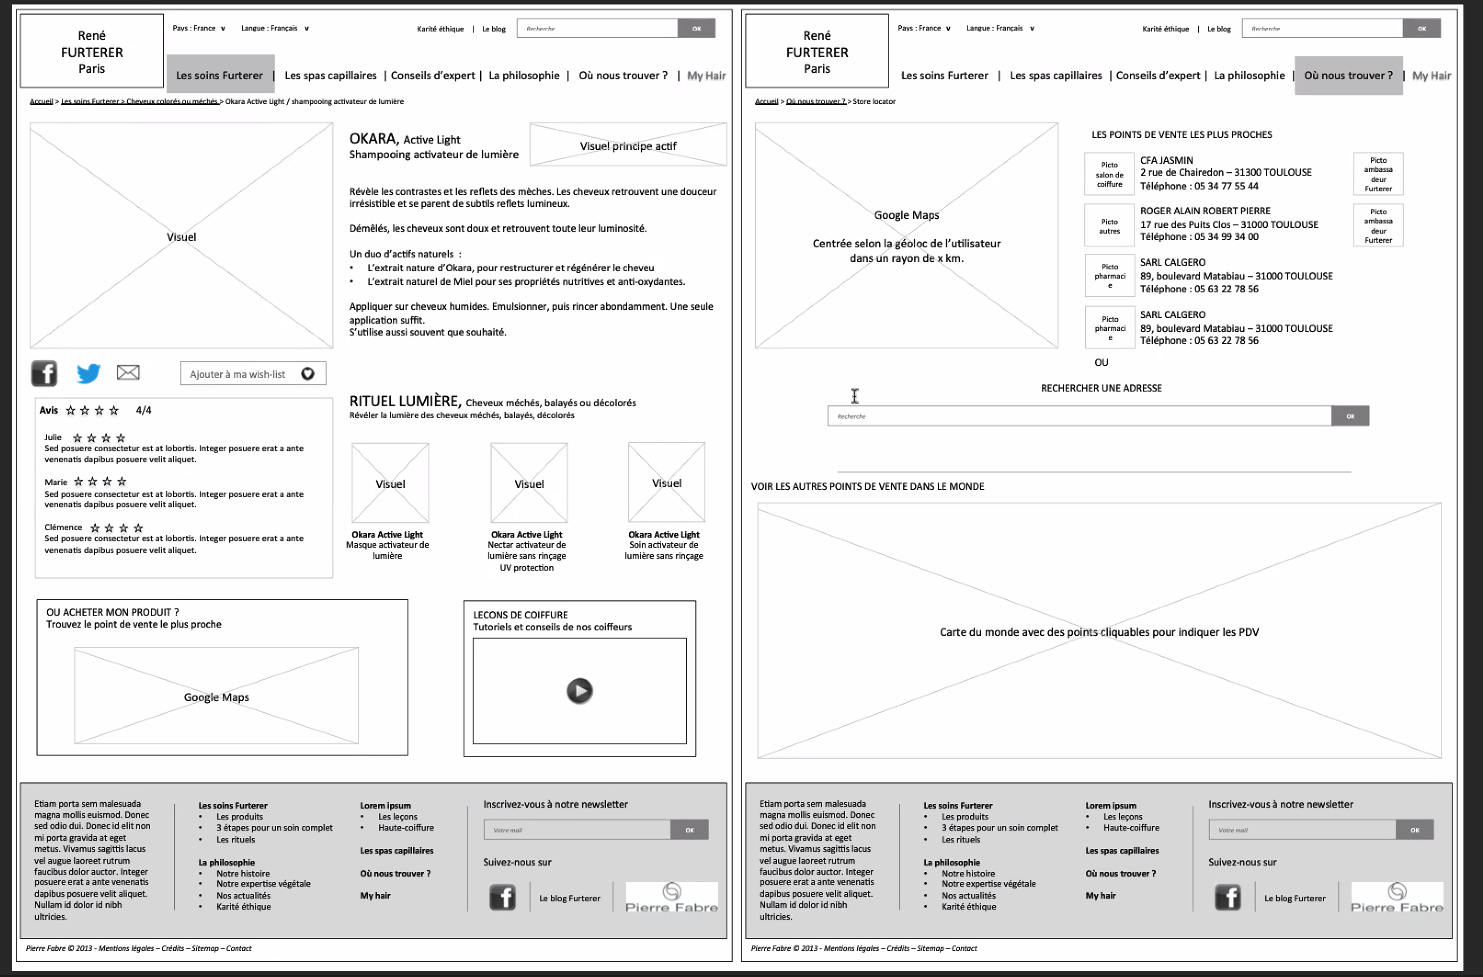 René
FURTERER
Paris
Pays : France v Langue : Français v
Karité éthique | Le blog
Recherche OK
Les soins Furterer | Les spas capillaires | Conseils d'expert | La philosophie | Où nous trouver ? | My Hair
Accueil > Les soins Furterer > Cheveux colorés ou méchés > Okara Active Light / shampooing activateur de lumière
Visuel
OKARA, Active Light
Shampooing activateur de lumière
Visuel principe actif
Révèle les contrastes et les reflets des mèches. Les cheveux retrouvent une douceur
irrésistible et se parent de subtils reflets lumineux.
Démêlés, les cheveux sont doux et retrouvent toute leur luminosité.
Un duo d'actifs naturels :
• L'extrait nature d'Okara, pour restructurer et régénérer le cheveu
• L'extrait naturel de Miel pour ses propriétés nutritives et anti-oxydantes.
Appliquer sur cheveux humides. Emulsionner, puis rincer abondamment. Une seule
application suffit.
S'utilise aussi souvent que souhaité.
Ajouter à ma wish-list
Avis 4/4
Julie
Sed posuere consectetur est at lobortis. Integer posuere erat a ante
venenatis dapibus posuere velit aliquet.
Marie
Sed posuere consectetur est at lobortis. Integer posuere erat a ante
venenatis dapibus posuere velit aliquet.
Clémence
Sed posuere consectetur est at lobortis. Integer posuere erat a ante
venenatis dapibus posuere velit aliquet.
RITUEL LUMIÈRE, Cheveux méchés, balayés ou décolorés
Révéler la lumière des cheveux méchés, balayés, décolorés
Visuel
Okara Active Light
Masque activateur de
lumière
Visuel
Okara Active Light
Nectar activateur de
lumière sans rinçage
UV protection
Visuel
Okara Active Light
Soin activateur de
lumière sans rinçage
OU ACHETER MON PRODUIT ?
Trouvez le point de vente le plus proche
Google Maps
LECONS DE COIFFURE
Tutoriels et conseils de nos coiffeurs
Etiam porta sem malesuada
magna mollis euismod. Donec
sed odio dui. Donec id elit non
mi porta gravida at eget
metus. Vivamus sagittis lacus
vel augue laoreet rutrum
faucibus dolor auctor. Integer
posuere erat a ante venenatis
dapibus posuere velit aliquet.
Nullam id dolor id nibh
ultricies.
Les soins Furterer
• Les produits
• 3 étapes pour un soin complet
• Les rituels
La philosophie
• Notre histoire
• Notre expertise végétale
• Nos actualités
• Karité éthique
Lorem ipsum
• Les leçons
• Haute-coiffure
Les spas capillaires
Où nous trouver ?
My hair
Inscrivez-vous à notre newsletter
Votre mail OK
Suivez-nous sur
Le blog Furterer
Pierre Fabre
Pierre Fabre © 2013 - Mentions légales – Crédits – Sitemap – Contact
René
FURTERER
Paris
Pays : France v Langue : Français v
Karité éthique | Le blog
Recherche OK
Les soins Furterer | Les spas capillaires | Conseils d'expert | La philosophie | Où nous trouver ? | My Hair
Accueil > Où nous trouver ? > Store locator
Google Maps
Centrée selon la géoloc de l'utilisateur
dans un rayon de x km.
LES POINTS DE VENTE LES PLUS PROCHES
Picto
salon de
coiffure
CFA JASMIN
2 rue de Chairedon – 31300 TOULOUSE
Téléphone : 05 34 77 55 44
Picto
ambassa
deur
Furterer
Picto
autres
ROGER ALAIN ROBERT PIERRE
17 rue des Puits Clos – 31000 TOULOUSE
Téléphone : 05 34 99 34 00
Picto
ambassa
deur
Furterer
Picto
pharmaci
e
SARL CALGERO
89, boulevard Matabiau – 31000 TOULOUSE
Téléphone : 05 63 22 78 56
Picto
pharmaci
e
SARL CALGERO
89, boulevard Matabiau – 31000 TOULOUSE
Téléphone : 05 63 22 78 56
OU
RECHERCHER UNE ADRESSE
Recherche OK
VOIR LES AUTRES POINTS DE VENTE DANS LE MONDE
Carte du monde avec des points cliquables pour indiquer les PDV
Etiam porta sem malesuada
magna mollis euismod. Donec
sed odio dui. Donec id elit non
mi porta gravida at eget
metus. Vivamus sagittis lacus
vel augue laoreet rutrum
faucibus dolor auctor. Integer
posuere erat a ante venenatis
dapibus posuere velit aliquet.
Nullam id dolor id nibh
ultricies.
Les soins Furterer
• Les produits
• 3 étapes pour un soin complet
• Les rituels
La philosophie
• Notre histoire
• Notre expertise végétale
• Nos actualités
• Karité éthique
Lorem ipsum
• Les leçons
• Haute-coiffure
Les spas capillaires
Où nous trouver ?
My hair
Inscrivez-vous à notre newsletter
Votre mail OK
Suivez-nous sur
Le blog Furterer
Pierre Fabre
Pierre Fabre © 2013 - Mentions légales – Crédits – Sitemap – Contact